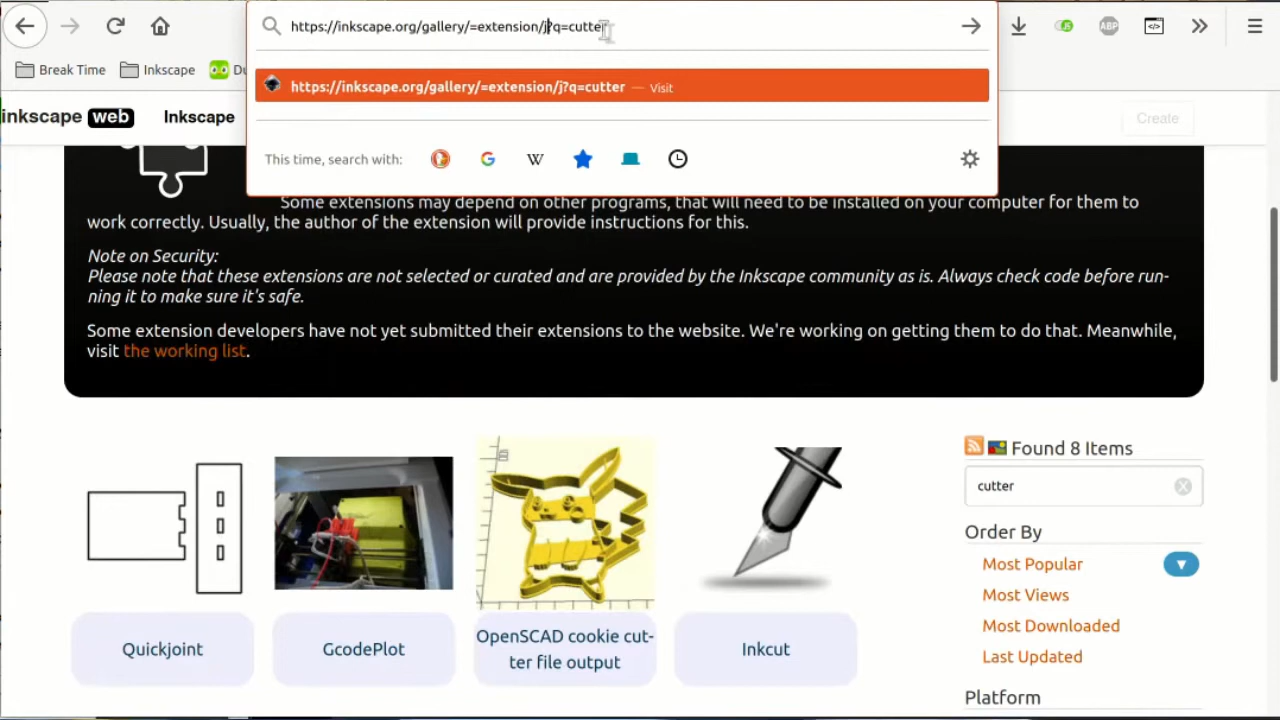 https://inkscape.org/gallery/=extension/j?q=cutter
Break Time
Inkscape
Du
https://inkscape.org/gallery/=extension/j?q=cutter — Visit
inkscape web
Inkscape
Create
This time, search with:
Some extensions may depend on other programs, that will need to be installed on your computer for them to
work correctly. Usually, the author of the extension will provide instructions for this.
Note on Security:
Please note that these extensions are not selected or curated and are provided by the Inkscape community as is. Always check code before run-
ning it to make sure it's safe.
Some extension developers have not yet submitted their extensions to the website. We're working on getting them to do that. Meanwhile,
visit the working list.
Found 8 Items
cutter
Order By
Most Popular
Most Views
Most Downloaded
Last Updated
Platform
Quickjoint
GcodePlot
OpenSCAD cookie cut-
ter file output
Inkcut
ABP